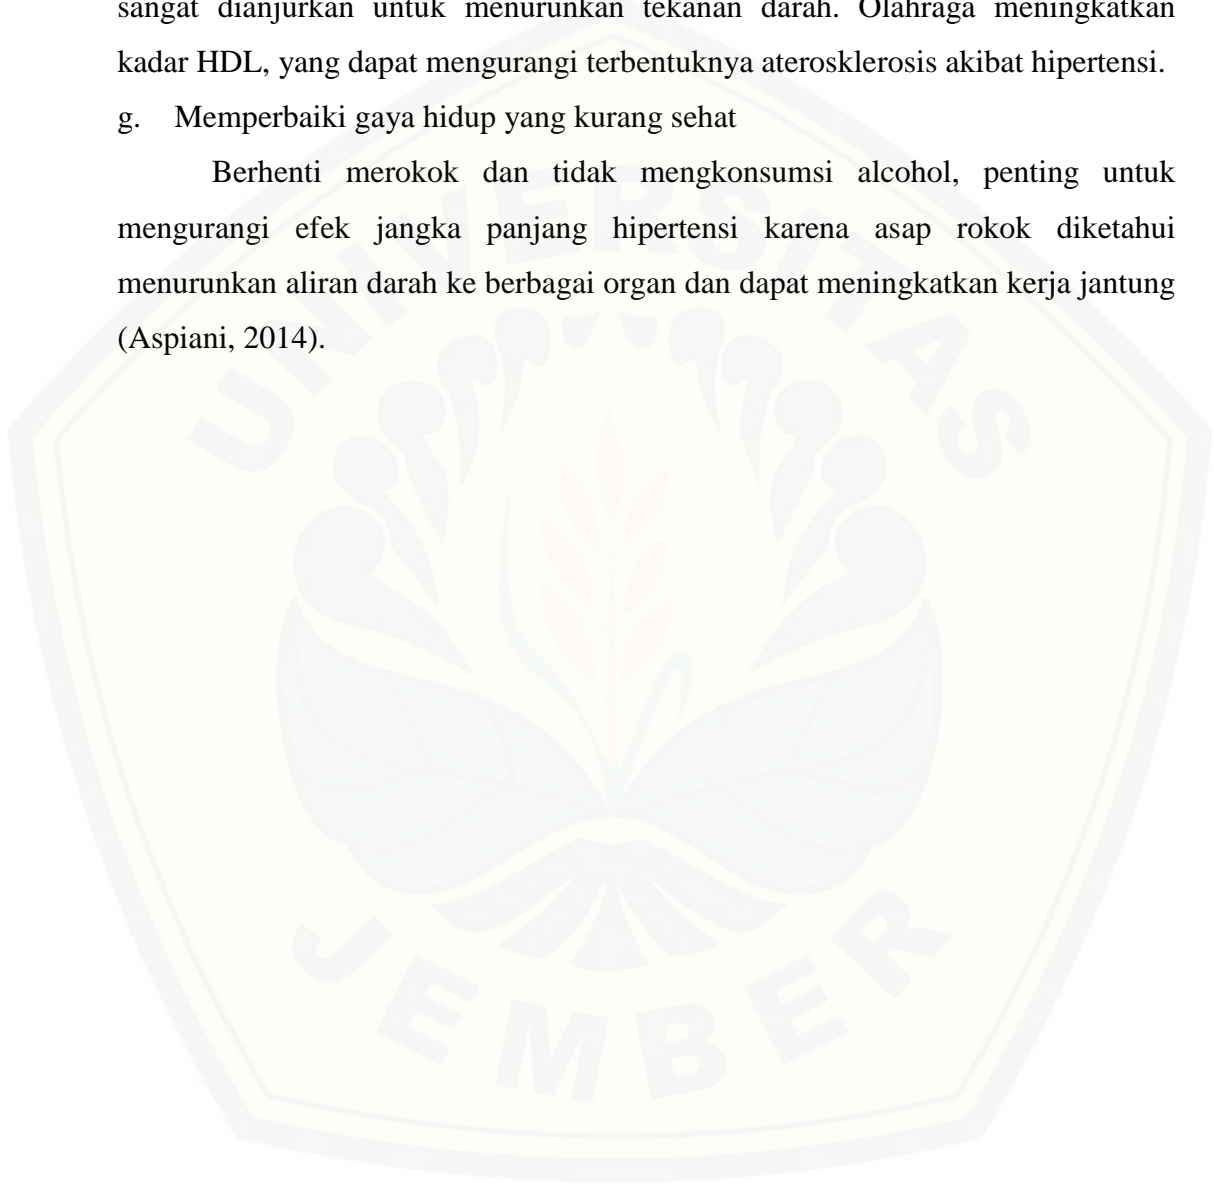 sangat dianjurkan untuk menurunkan tekanan darah. Olahraga meningkatkan
kadar HDL, yang dapat mengurangi terbentuknya aterosklerosis akibat hipertensi.
g. Memperbaiki gaya hidup yang kurang sehat
Berhenti merokok dan tidak mengkonsumsi alcohol, penting untuk
mengurangi efek jangka panjang hipertensi karena asap rokok diketahui
menurunkan aliran darah ke berbagai organ dan dapat meningkatkan kerja jantung
(Aspiani, 2014).
UNIVERSITAS
JEMBER